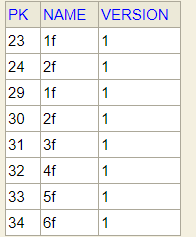 PK NAME VERSION
23 1f 1
24 2f 1
29 1f 1
30 2f 1
31 3f 1
32 4f 1
33 5f 1
34 6f 1